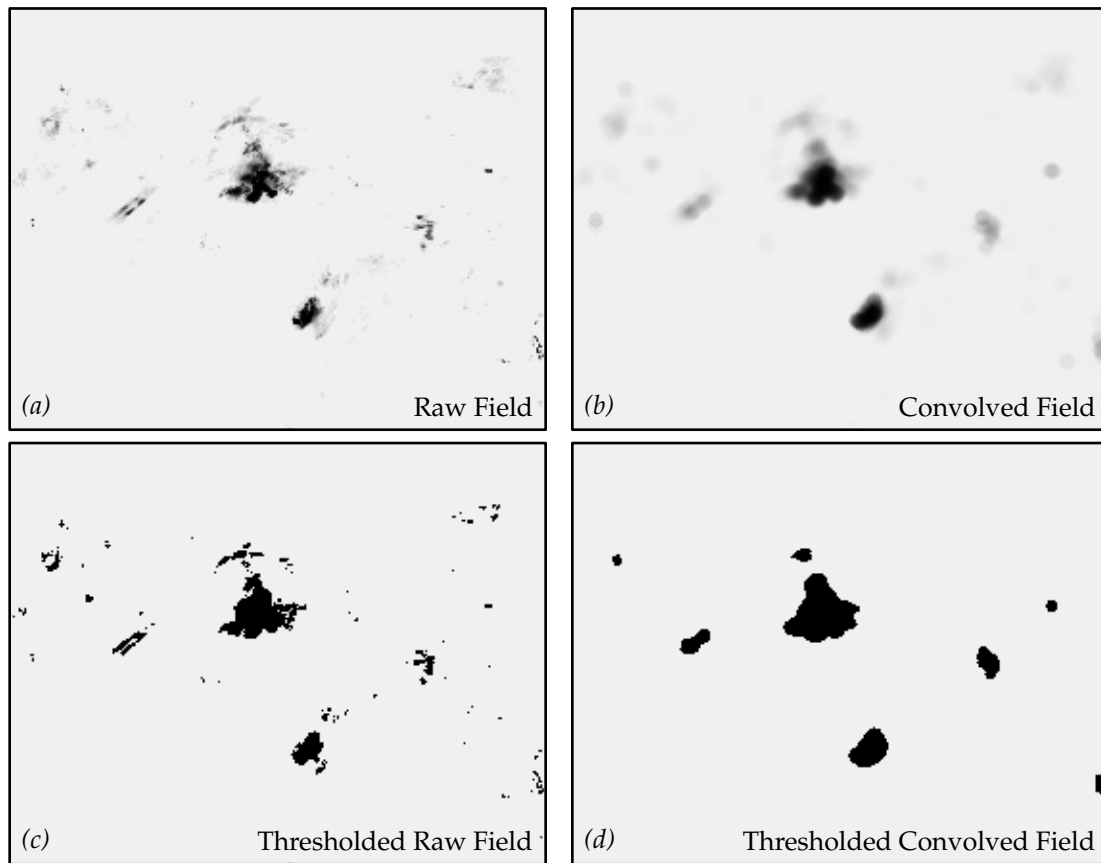 (a) Raw Field
(b) Convolved Field
(c) Thresholded Raw Field
(d) Thresholded Convolved Field